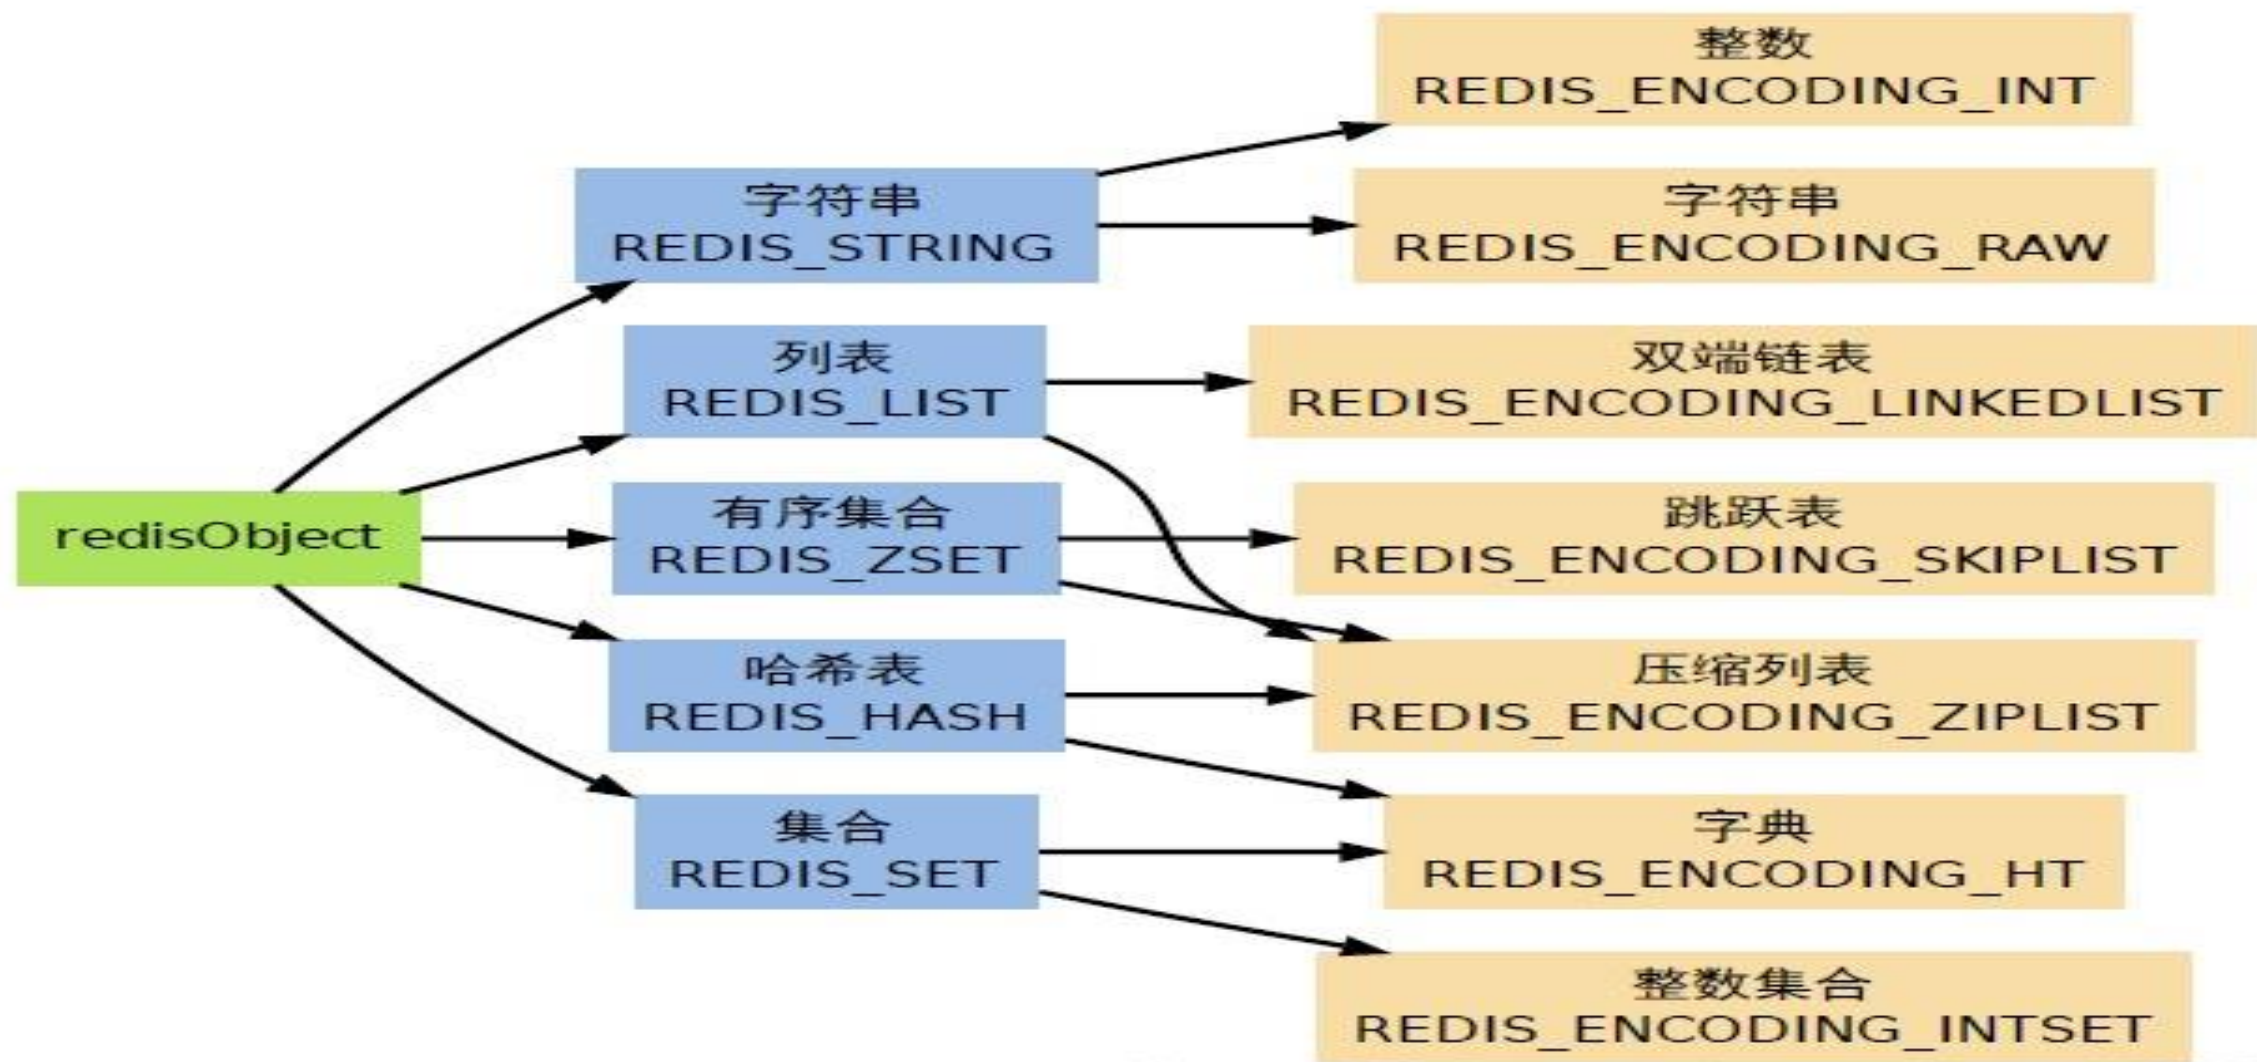 整数
REDIS_ENCODING_INT
字符串
REDIS_STRING
字符串
REDIS_ENCODING_RAW
列表
REDIS_LIST
双端链表
REDIS_ENCODING_LINKEDLIST
redisObject
有序集合
REDIS_ZSET
跳跃表
REDIS_ENCODING_SKIPLIST
哈希表
REDIS_HASH
压缩列表
REDIS_ENCODING_ZIPLIST
集合
REDIS_SET
字典
REDIS_ENCODING_HT
整数集合
REDIS_ENCODING_INTSET